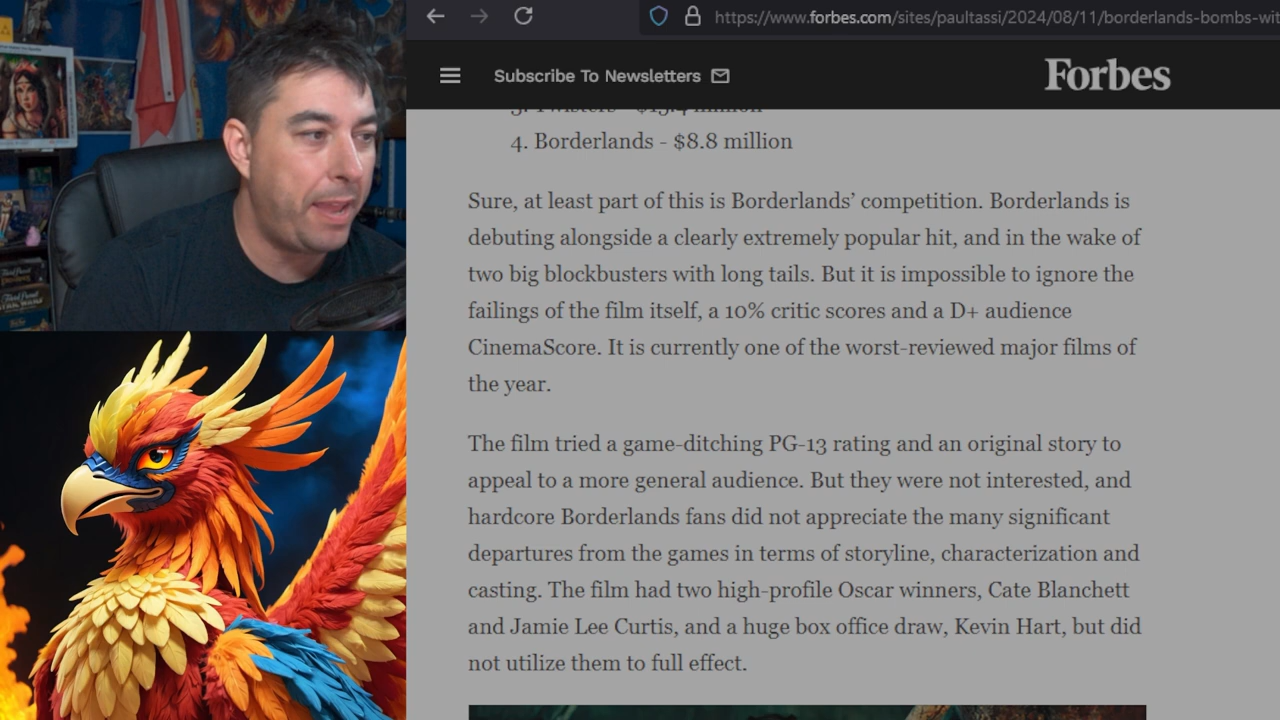 https://www.forbes.com/sites/paultassi/2024/08/11/borderlands-bombs-wit
Subscribe To Newsletters
Forbes
3. Twisters - $15.4 million
4. Borderlands - $8.8 million
Sure, at least part of this is Borderlands’ competition. Borderlands is
debuting alongside a clearly extremely popular hit, and in the wake of
two big blockbusters with long tails. But it is impossible to ignore the
failings of the film itself, a 10% critic scores and a D+ audience
CinemaScore. It is currently one of the worst-reviewed major films of
the year.
The film tried a game-ditching PG-13 rating and an original story to
appeal to a more general audience. But they were not interested, and
hardcore Borderlands fans did not appreciate the many significant
departures from the games in terms of storyline, characterization and
casting. The film had two high-profile Oscar winners, Cate Blanchett
and Jamie Lee Curtis, and a huge box office draw, Kevin Hart, but did
not utilize them to full effect.